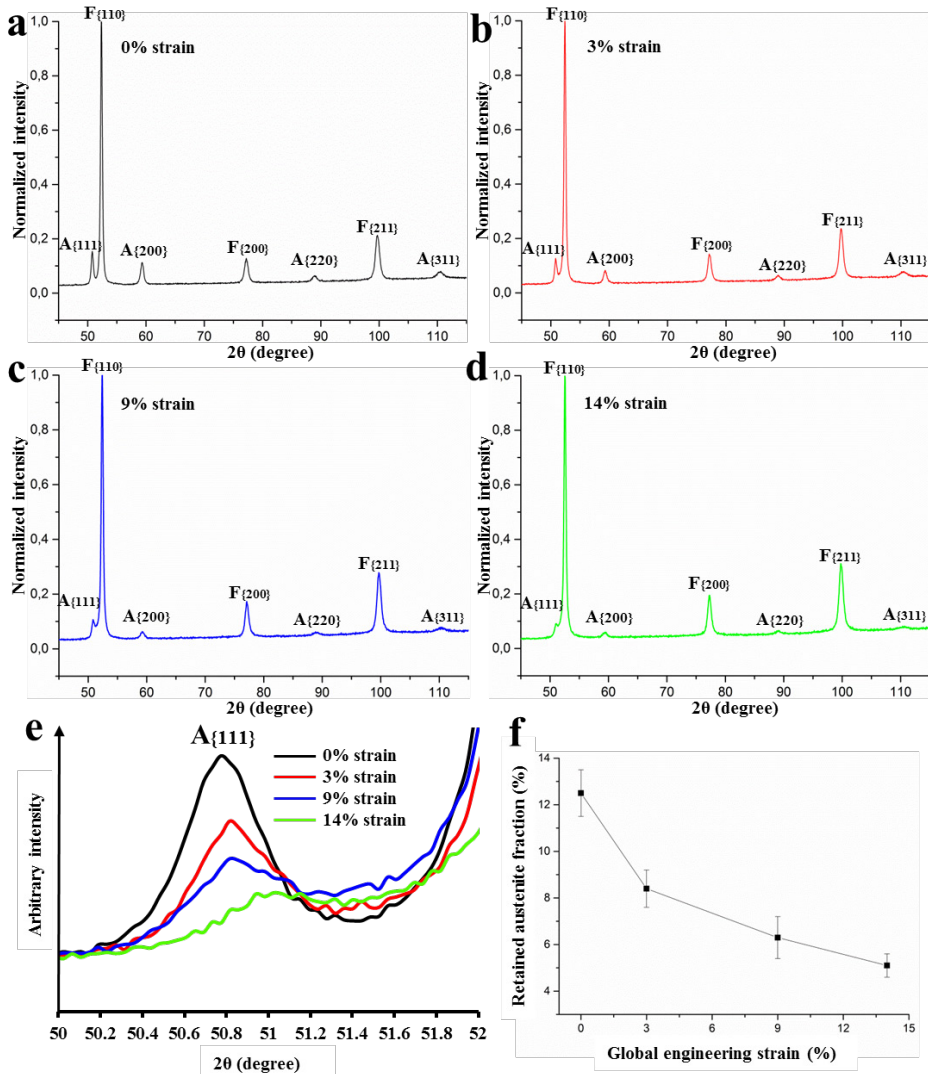 a
F{110}
0% strain
Normalized intensity
1,0
0,8
0,6
0,4
0,2
0,0
A{111}
A{200}
F{200}
A{220}
F{211}
A{311}
50 60 70 80 90 100 110
2θ (degree)
b
F{110}
3% strain
Normalized intensity
1,0
0,8
0,6
0,4
0,2
0,0
A{111}
A{200}
F{200}
A{220}
F{211}
A{311}
50 60 70 80 90 100 110
2θ (degree)
c
F{110}
9% strain
Normalized intensity
1,0
0,8
0,6
0,4
0,2
0,0
A{111}
A{200}
F{200}
A{220}
F{211}
A{311}
50 60 70 80 90 100 110
2θ (degree)
d
F{110}
14% strain
Normalized intensity
1,0
0,8
0,6
0,4
0,2
0,0
A{111}
A{200}
F{200}
A{220}
F{211}
A{311}
50 60 70 80 90 100 110
2θ (degree)
e
A{111}
0% strain
3% strain
9% strain
14% strain
Arbitrary intensity
50 50.2 50.4 50.6 50.8 51 51.2 51.4 51.6 51.8 52
2θ (degree)
f
Retained austenite fraction (%)
14
12
10
8
6
4
0 3 6 9 12 15
Global engineering strain (%)